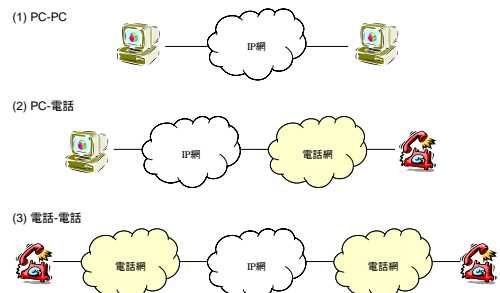 (1) PC-PC
IP網
(2) PC-電話
IP網 電話網
(3) 電話-電話
電話網 IP網 電話網